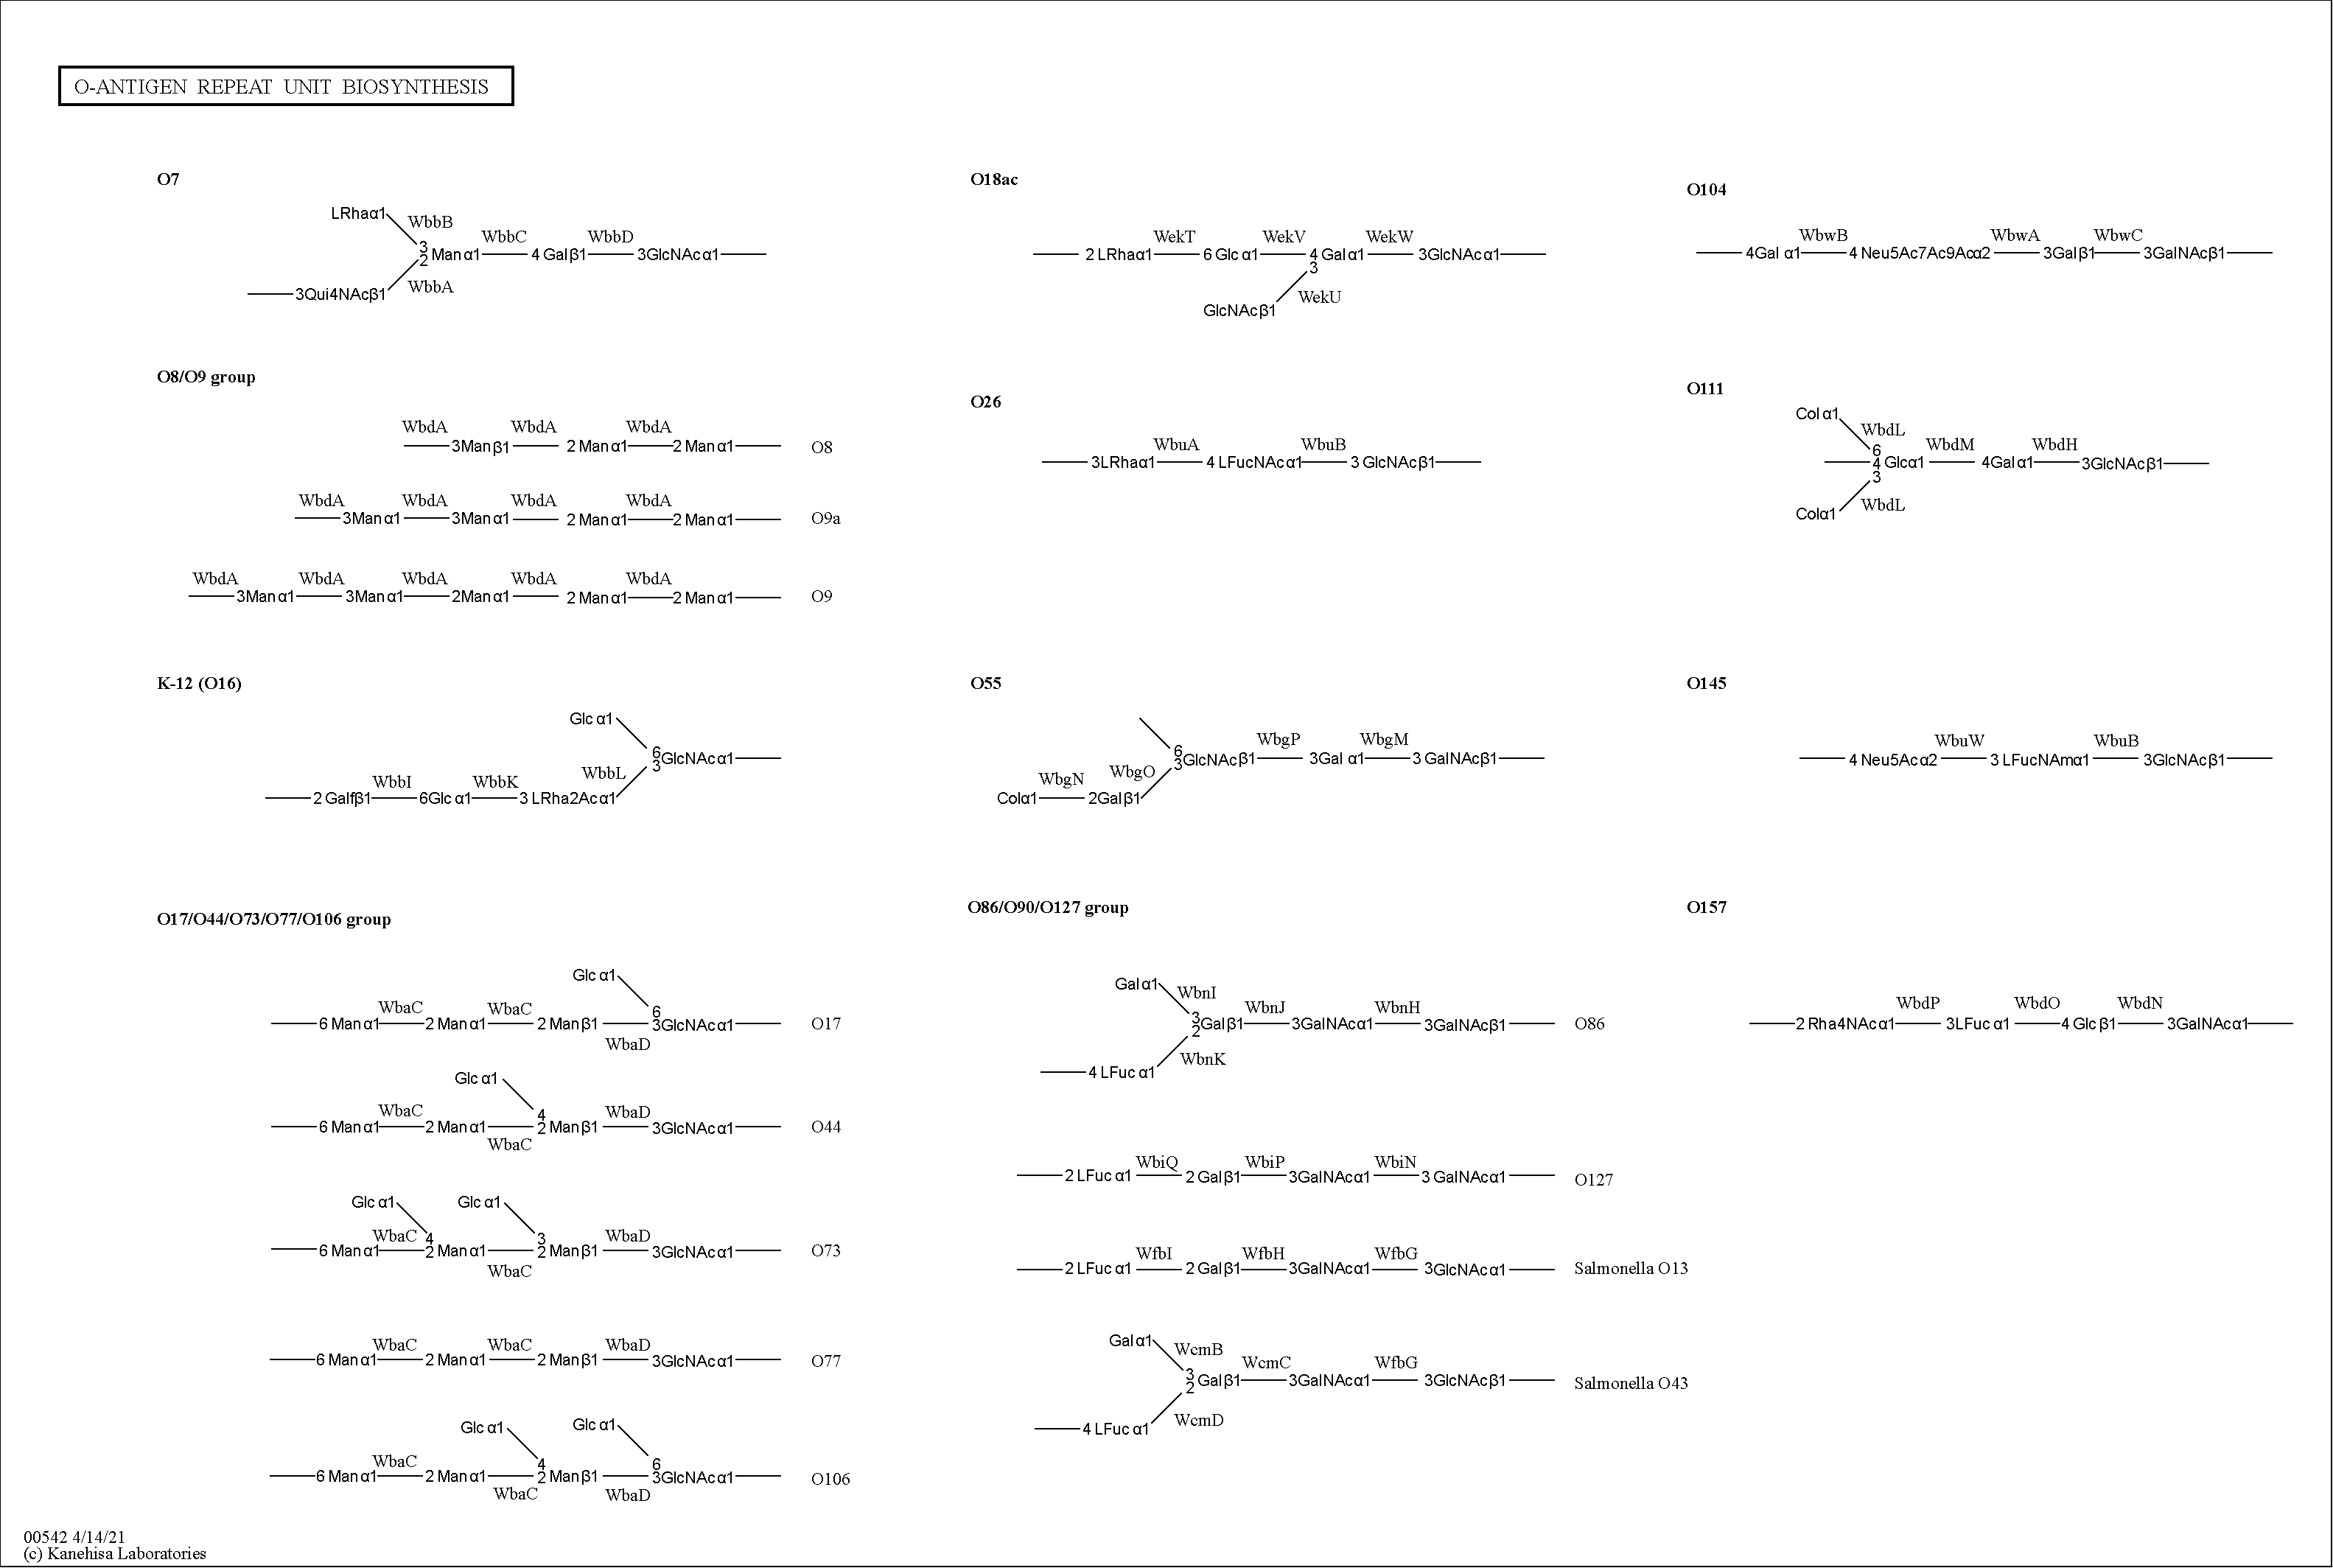 O-ANTIGEN REPEAT UNIT BIOSYNTHESIS
O7
LRhaα1
WbbB
WbbC
WbbD
3
2
Manα1
4 Galβ1
3GlcNAcα1
3Qui4NAcβ1
WbbA
O8/O9 group
WbdA WbdA WbdA
3Manβ1 2 Manα1 2 Manα1 O8
WbdA WbdA WbdA WbdA
3Manα1 3Manα1 2 Manα1 2 Manα1 O9a
WbdA WbdA WbdA WbdA WbdA
3Manα1 3Manα1 2Manα1 2 Manα1 2 Manα1 O9
K-12 (O16)
Glc α1
6
3
GlcNAcα1
WbbI WbbK WbbL
2 Galfβ1 6Glc α1 3 LRha2Acα1
O17/O44/O73/O77/O106 group
Glc α1
WbaC WbaC 6
6 Manα1 2 Manα1 2 Manβ1 3GlcNAcα1 O17
WbaD
Glc α1
WbaC 4 WbaD
6 Manα1 2 Manα1 2 Manβ1 3GlcNAcα1 O44
WbaC
Glc α1 Glc α1
WbaC 4 3 WbaD
6 Manα1 2 Manα1 2 Manβ1 3GlcNAcα1 O73
WbaC
WbaC WbaC WbaD
6 Manα1 2 Manα1 2 Manβ1 3GlcNAcα1 O77
Glc α1 Glc α1
WbaC 4 6
6 Manα1 2 Manα1 2 Manβ1 3GlcNAcα1 O106
WbaC WbaD
O18ac
WekT WekV WekW
2 LRhaα1 6 Glc α1 4 Galα1 3GlcNAcα1
3
WekU
GlcNAcβ1
O26
WbuA WbuB
3LRhaα1 4 LFucNAcα1 3 GlcNAcβ1
O55
WbgP WbgM
6
3
GlcNAcβ1 3Gal α1 3 GalNAcβ1
WbgN WbgO
Colα1 2Galβ1
O86/O90/O127 group
Galα1
WbnI WbnJ WbnH
3
2
Galβ1 3GalNAcα1 3GalNAcβ1 O86
WbnK
4 LFucα1
WbiQ WbiP WbiN
2 LFuc α1 2 Galβ1 3GalNAcα1 3 GalNAcα1 O127
WfbI WfbH WfbG
2 LFuc α1 2 Galβ1 3GalNAcα1 3GlcNAcα1 Salmonella O13
Galα1
WcmB WcmC WfbG
3
2
Galβ1 3GalNAcα1 3GlcNAcβ1 Salmonella O43
WcmD
4 LFucα1
O104
WbwB WbwA WbwC
4Gal α1 4 Neu5Ac7Ac9Acα2 3Galβ1 3GalNAcβ1
O111
Colα1
WbdL WbdM WbdH
6
4
3
Glcα1 4Galα1 3GlcNAcβ1
Colα1
WbdL
O145
WbuW WbuB
4 Neu5Acα2 3 LFucNAmα1 3GlcNAcβ1
O157
WbdP WbdO WbdN
2 Rha4NAcα1 3LFucα1 4 Glcβ1 3GalNAcα1
00542 4/14/21
(c) Kanehisa Laboratories